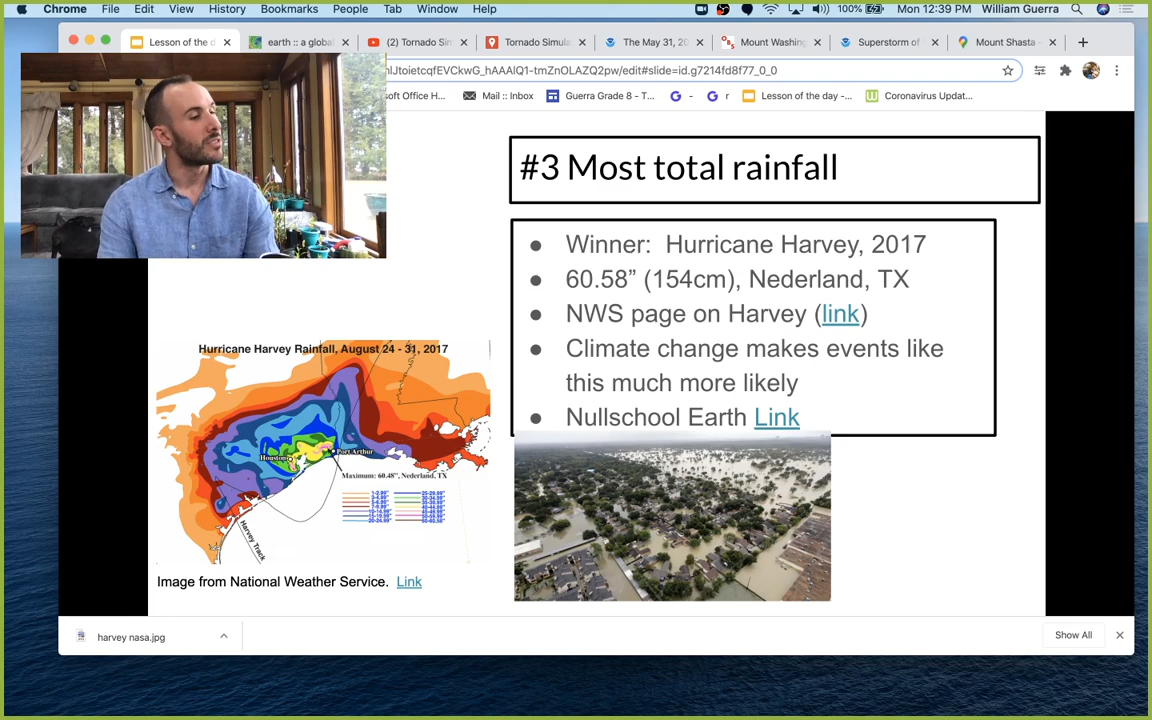 Chrome File Edit View History Bookmarks People Tab Window Help 100% Mon 12:39 PM William Guerra
Lesson of the d earth :: a globa (2) Tornado Sim Tornado Simula The May 31, 20 Mount Washing Superstorm of Mount Shasta -
nlJtoietcqfEVCkwG_hAAAlQ1-tmZnOLAZQ2pw/edit#slide=id.g7214fd8f77_0_0
soft Office H... Mail :: Inbox Guerra Grade 8 - T... - r Lesson of the day -... Coronavirus Updat...
#3 Most total rainfall
● Winner: Hurricane Harvey, 2017
● 60.58” (154cm), Nederland, TX
● NWS page on Harvey (link)
● Climate change makes events like
this much more likely
● Nullschool Earth Link
Hurricane Harvey Rainfall, August 24 - 31, 2017
Houston
Port Arthur
Maximum: 60.48", Nederland, TX
Harvey Track
Image from National Weather Service. Link
harvey nasa.jpg
Show All